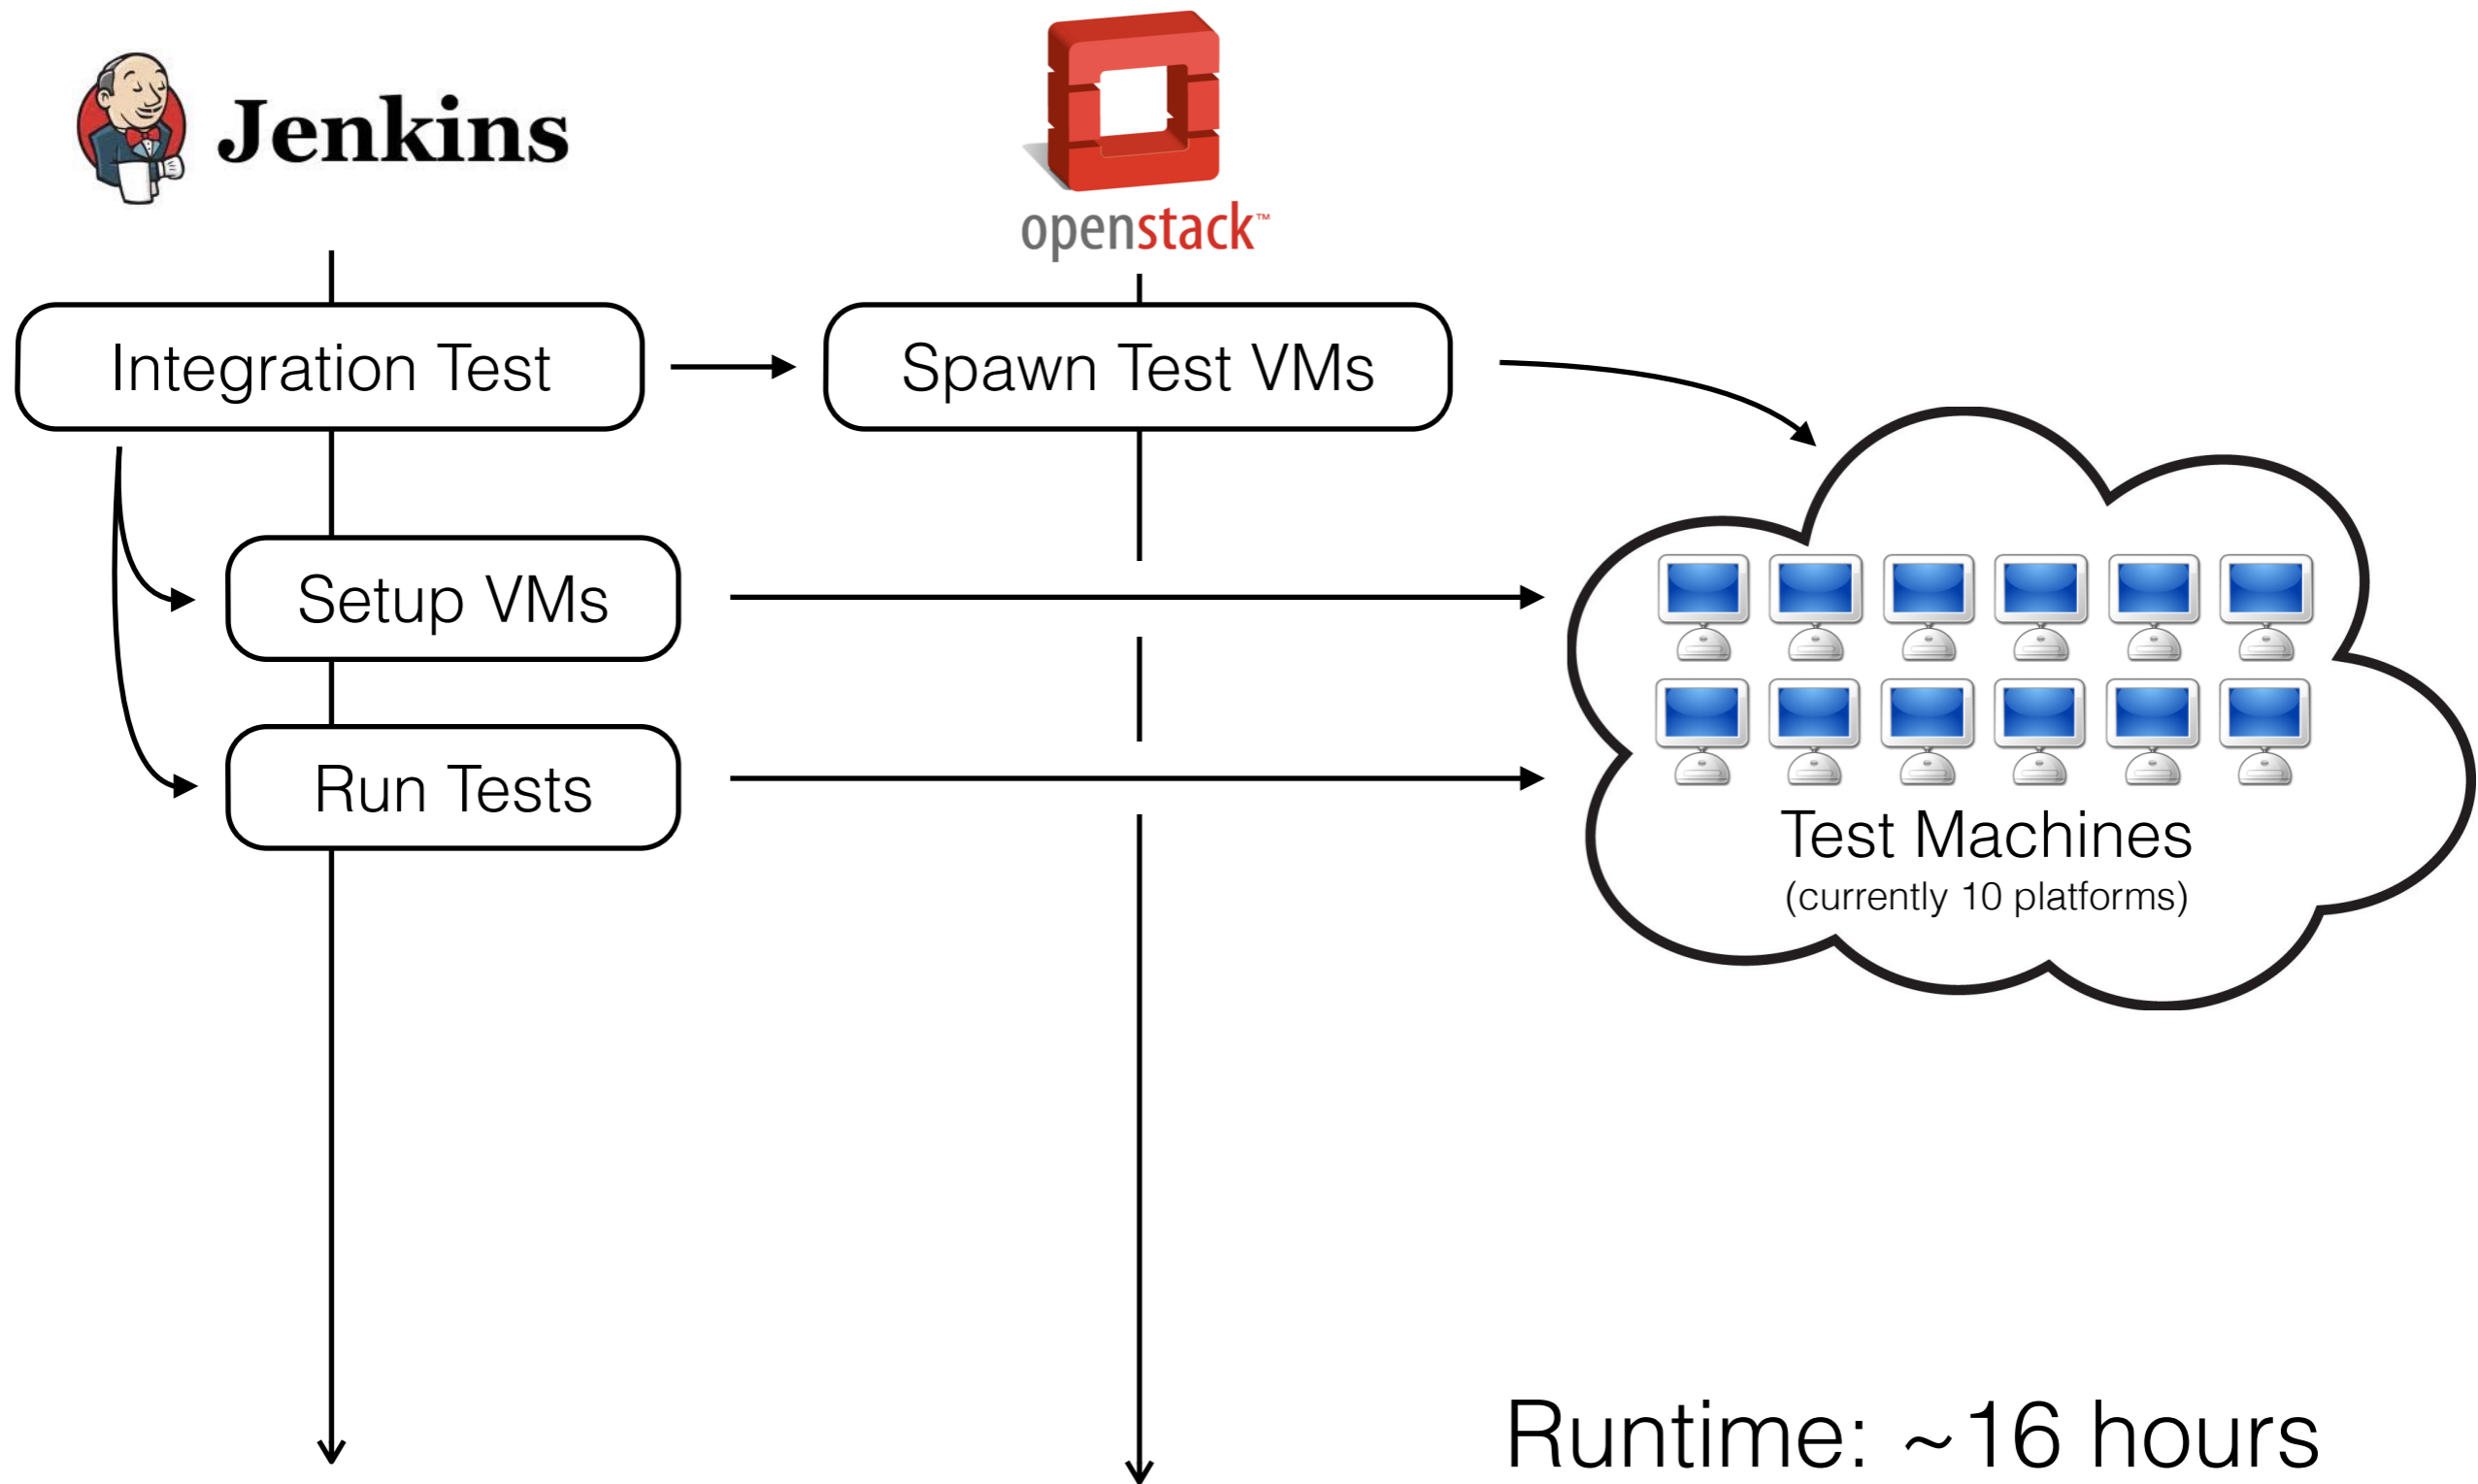 Jenkins
openstack™
Integration Test
Spawn Test VMs
Setup VMs
Run Tests
Test Machines
(currently 10 platforms)
Runtime: ~16 hours